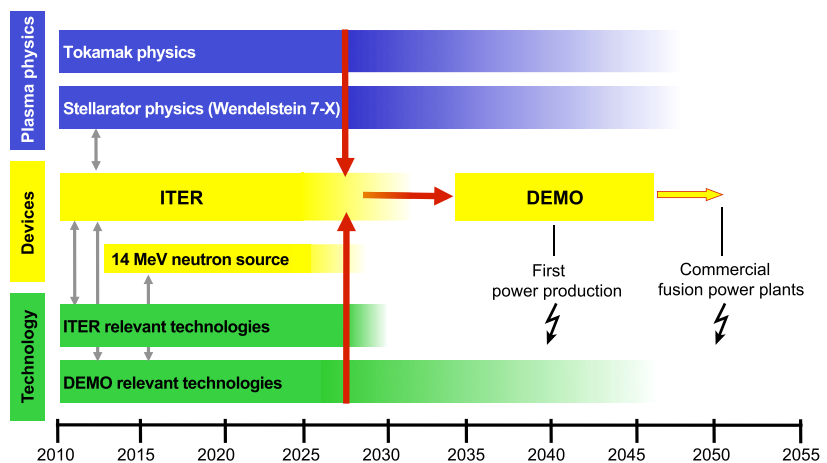 Plasma physics
Tokamak physics
Stellarator physics (Wendelstein 7-X)
Devices
ITER
DEMO
14 MeV neutron source
First
power production
Commercial
fusion power plants
Technology
ITER relevant technologies
DEMO relevant technologies
2010 2015 2020 2025 2030 2035 2040 2045 2050 2055